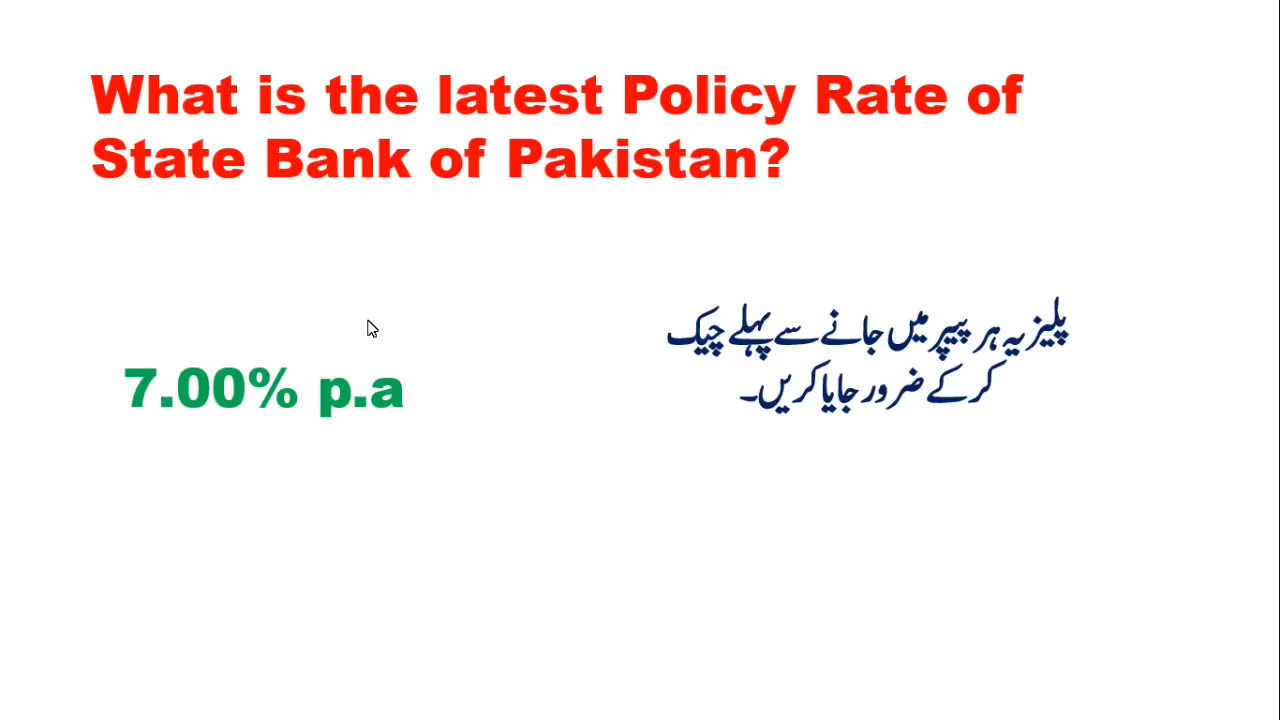 What is the latest Policy Rate of
State Bank of Pakistan?
7.00% p.a
پلیز یہ ہر پیپر میں جانے سے پہلے چیک
کر کے ضرور جایا کریں۔